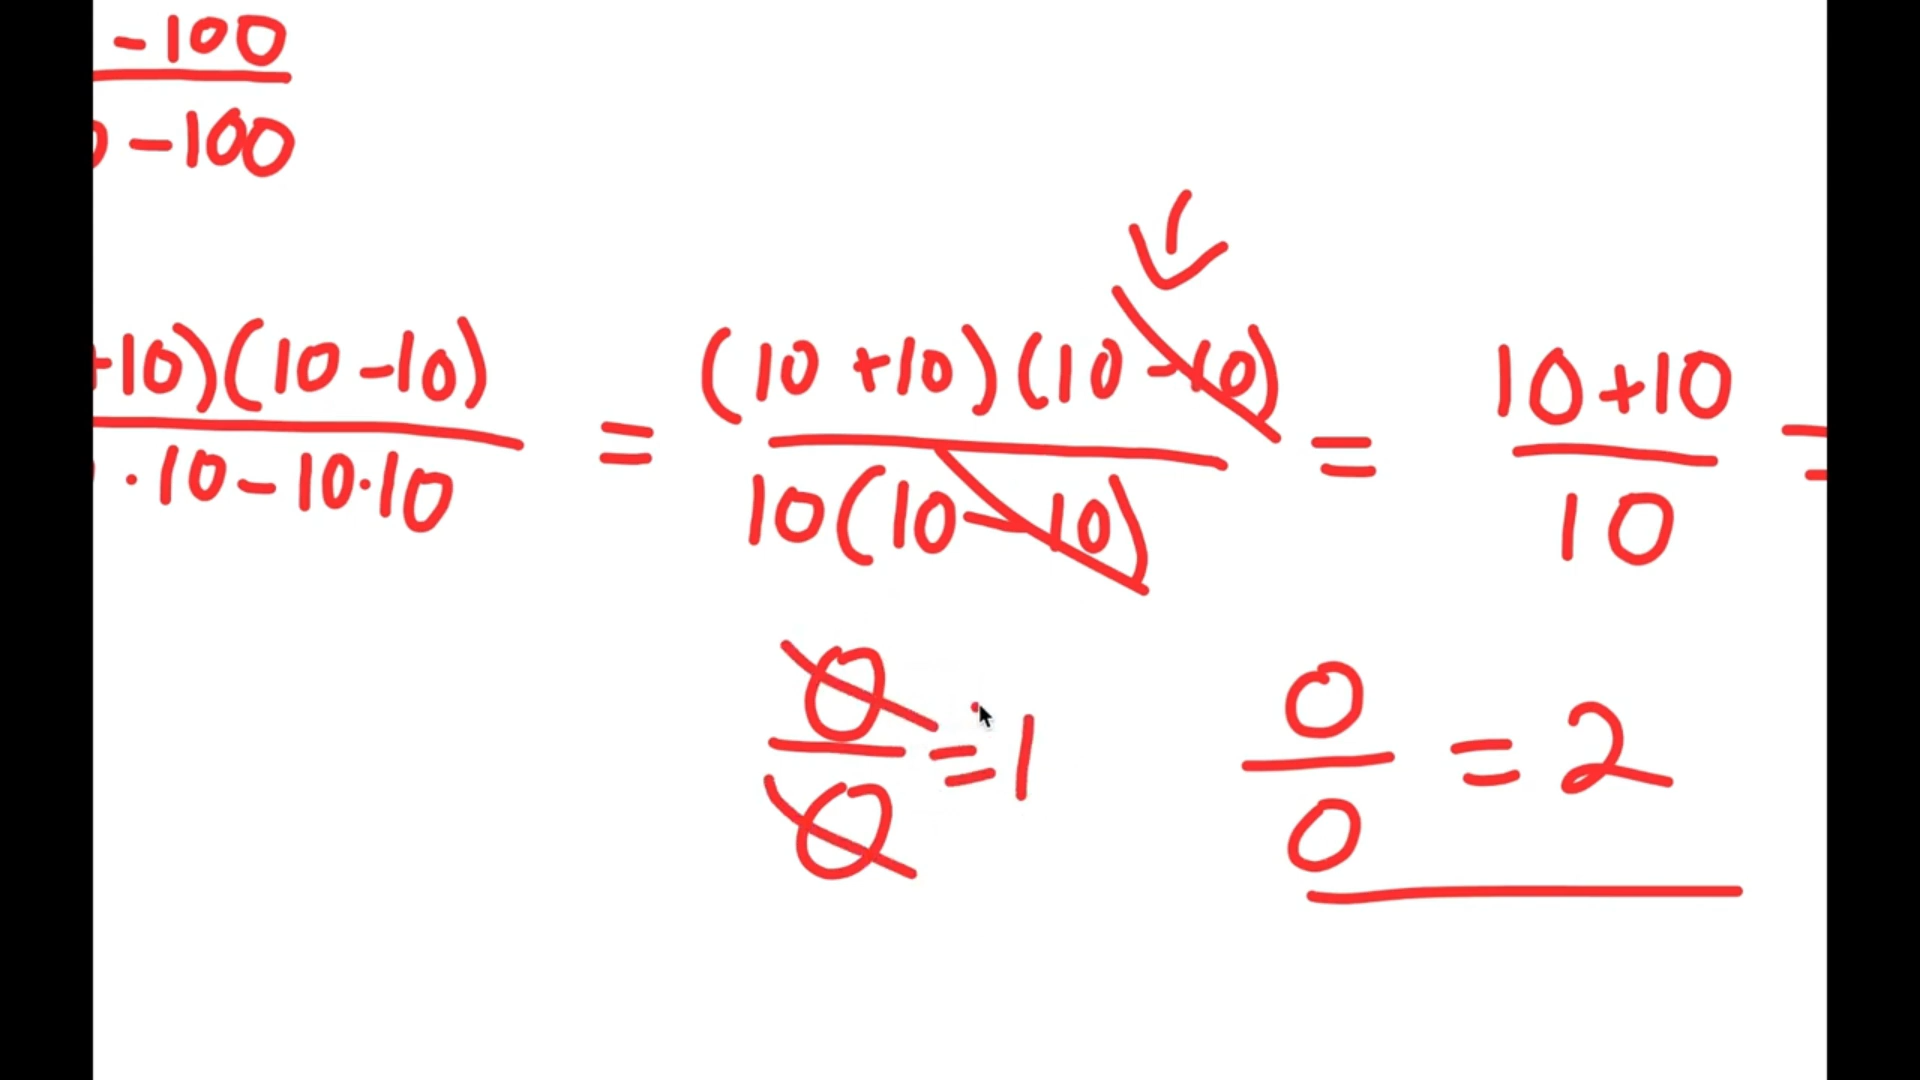 - 100
0 - 100
+10)(10 - 10)
· 10 - 10 · 10
=
(10 + 10)(10 - 10)
10(10 - 10)
=
10 + 10
10
=
0
0
= 1
0
0
= 2